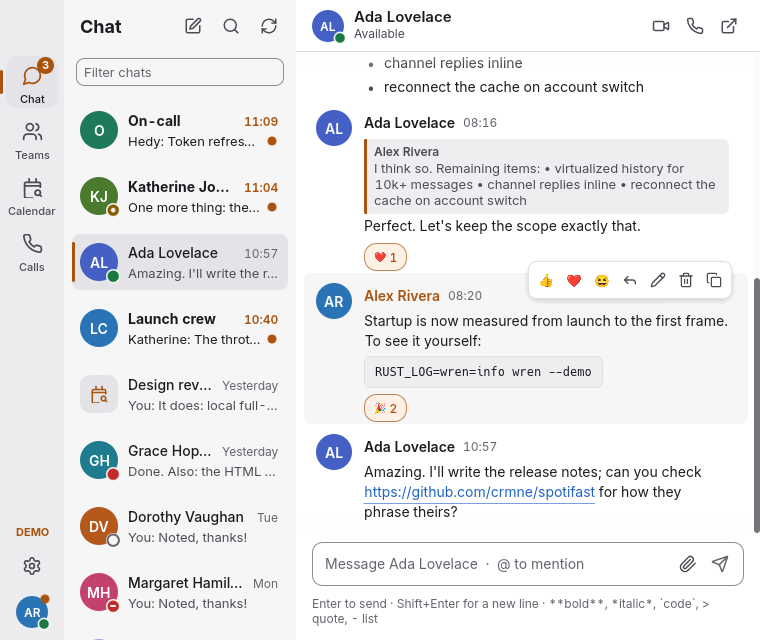 3
Chat
Teams
Calendar
Calls
DEMO
AR
Chat
Filter chats
O
On-call 11:09
Hedy: Token refres...
KJ
Katherine Jo... 11:04
One more thing: the...
AL
Ada Lovelace 10:57
Amazing. I'll write the r...
LC
Launch crew 10:40
Katherine: The throt...
Design rev... Yesterday
You: It does: local full-...
GH
Grace Hop... Yesterday
Done. Also: the HTML ...
DV
Dorothy Vaughan Tue
You: Noted, thanks!
MH
Margaret Hamil... Mon
You: Noted, thanks!
AL
Ada Lovelace
Available
• channel replies inline
• reconnect the cache on account switch
AL
Ada Lovelace 08:16
Alex Rivera
I think so. Remaining items: • virtualized history for
10k+ messages • channel replies inline • reconnect the
cache on account switch
Perfect. Let's keep the scope exactly that.
❤️ 1
👍 ❤️ 😆
AR
Alex Rivera 08:20
Startup is now measured from launch to the first frame.
To see it yourself:
RUST_LOG=wren=info wren --demo
🎉 2
AL
Ada Lovelace 10:57
Amazing. I'll write the release notes; can you check
https://github.com/crmne/spotifast for how they
phrase theirs?
Message Ada Lovelace · @ to mention
Enter to send · Shift+Enter for a new line · **bold**, *italic*, `code`, >
quote, - list